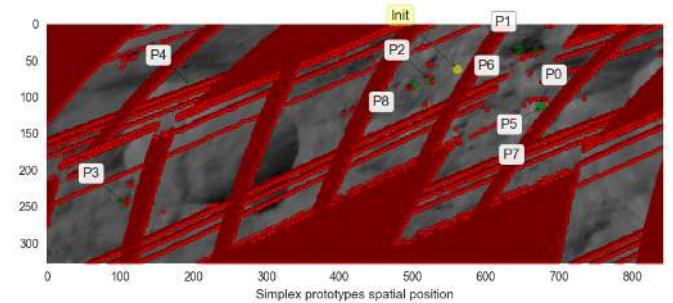 Init
P1
P2
P4
P6
P0
P8
P5
P7
P3
0
50
100
150
200
250
300
0 100 200 300 400 500 600 700 800
Simplex prototypes spatial position